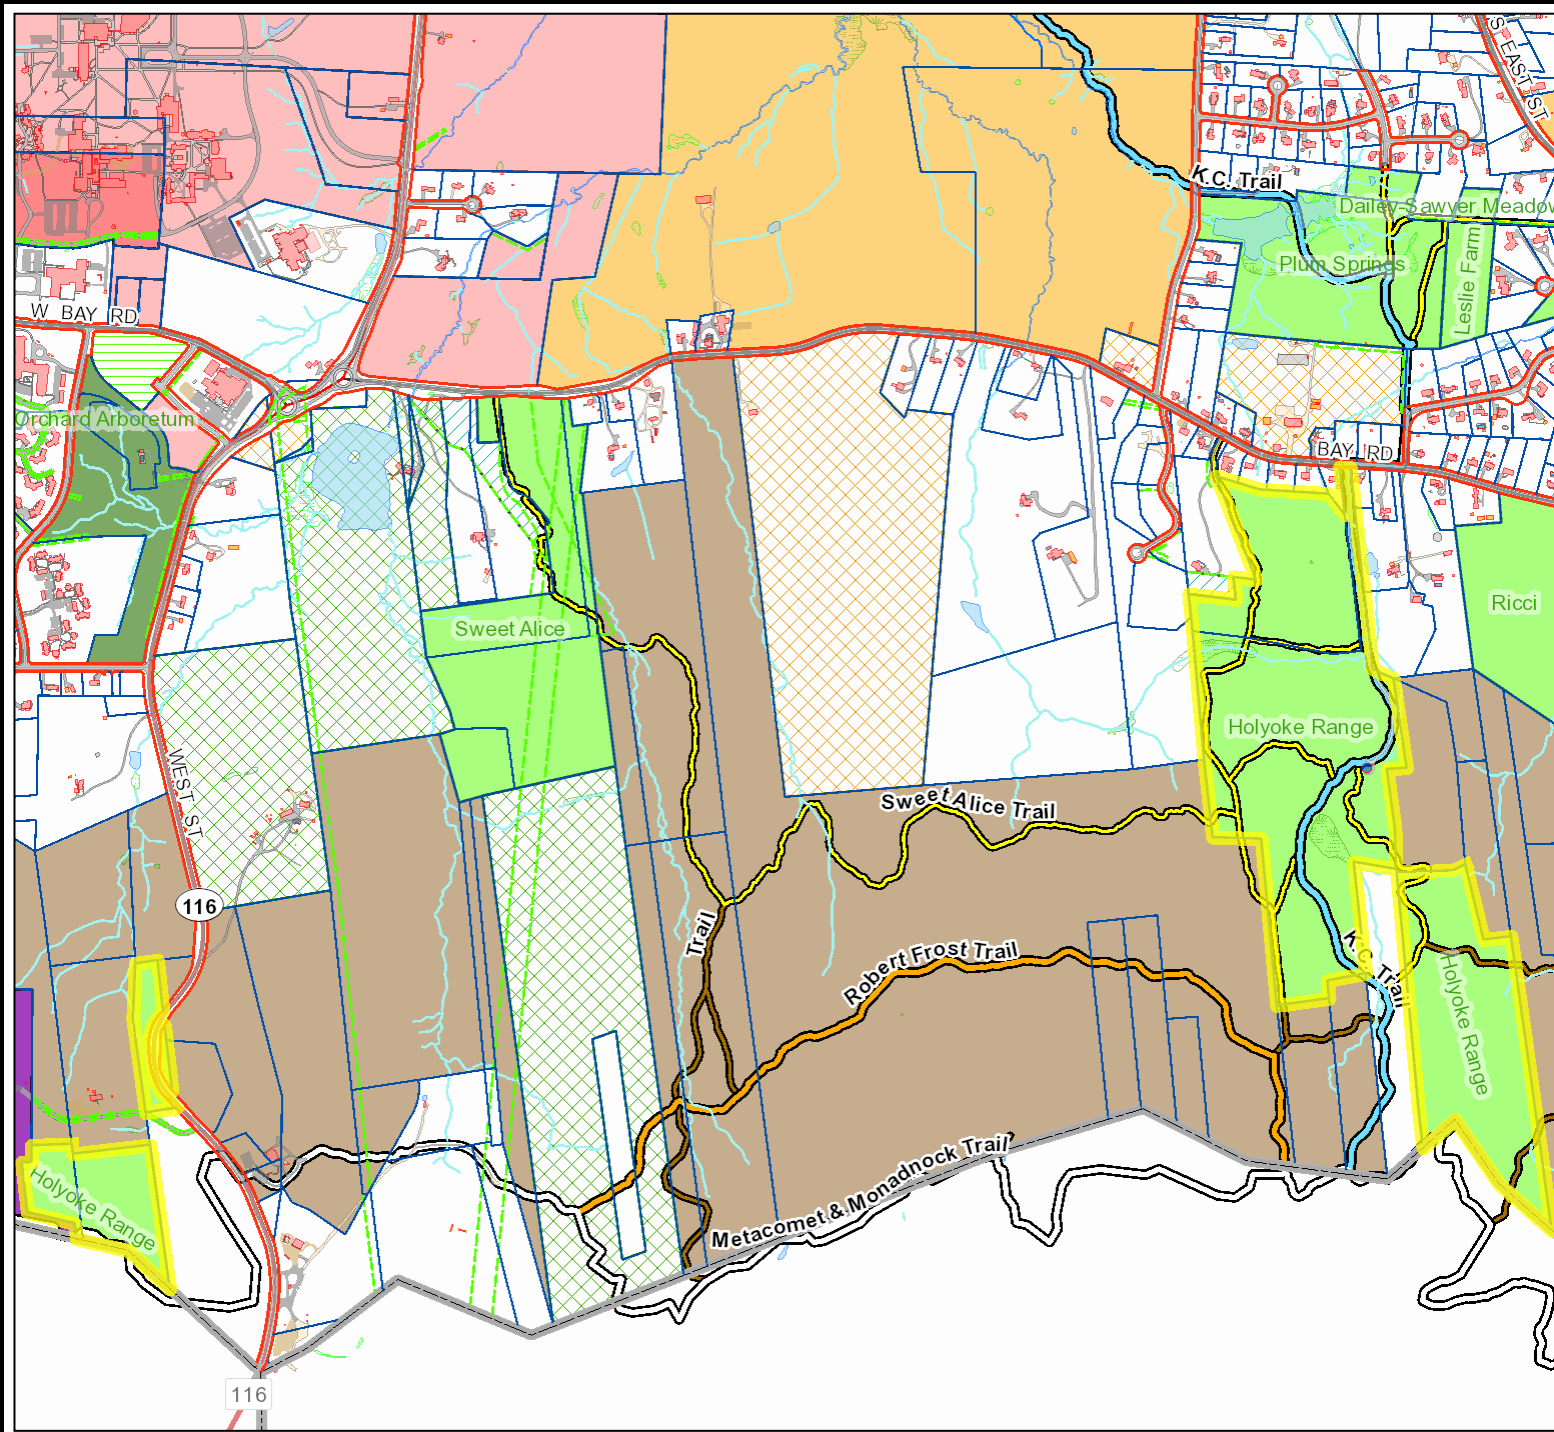 S. EAST ST
K.C. Trail
Dailey-Sawyer Meadow
Plum Springs
Leslie Farm
W BAY RD
Orchard Arboretum
BAY RD
Sweet Alice
Ricci
Holyoke Range
WEST ST
Sweet Alice Trail
116
Trail
Robert Frost Trail
K.C. Trail
Holyoke Range
Metacomet & Monadnock Trail
Holyoke Range
116